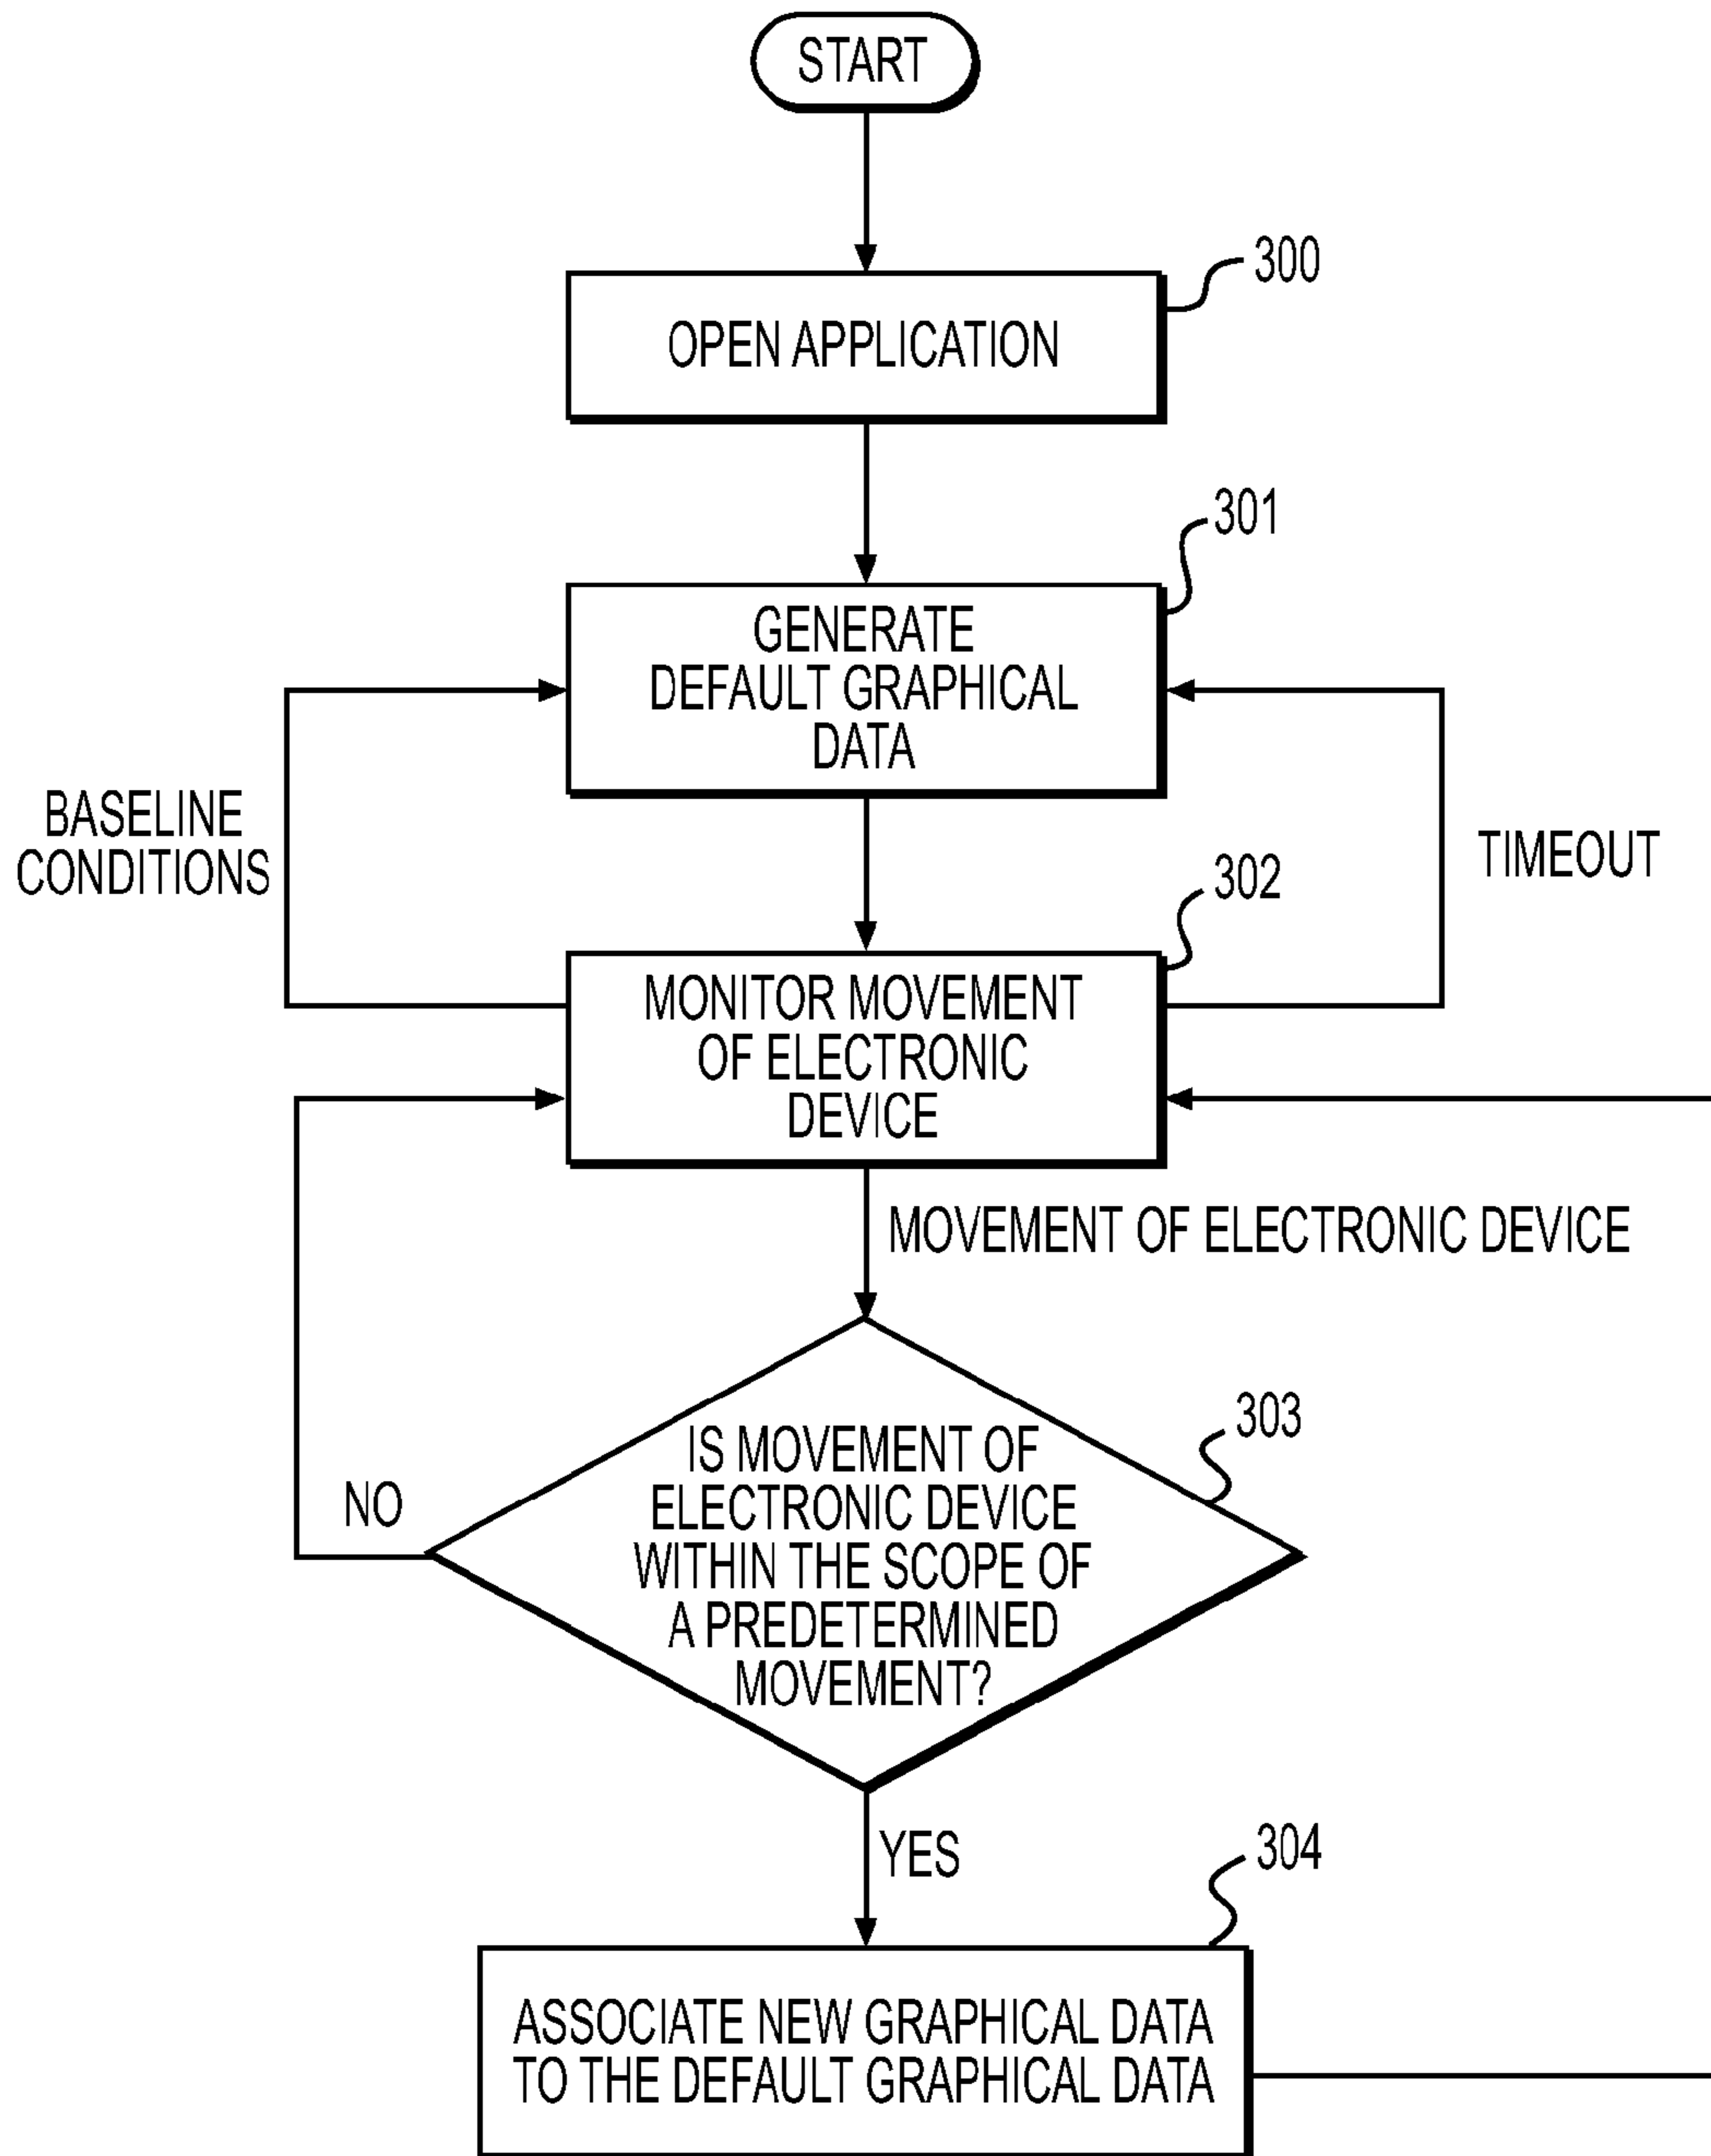 START
300
OPEN APPLICATION
301
GENERATE
DEFAULT GRAPHICAL
DATA
BASELINE
CONDITIONS
TIMEOUT
302
MONITOR MOVEMENT
OF ELECTRONIC
DEVICE
MOVEMENT OF ELECTRONIC DEVICE
303
IS MOVEMENT OF
ELECTRONIC DEVICE
WITHIN THE SCOPE OF
A PREDETERMINED
MOVEMENT?
NO
YES
304
ASSOCIATE NEW GRAPHICAL DATA
TO THE DEFAULT GRAPHICAL DATA